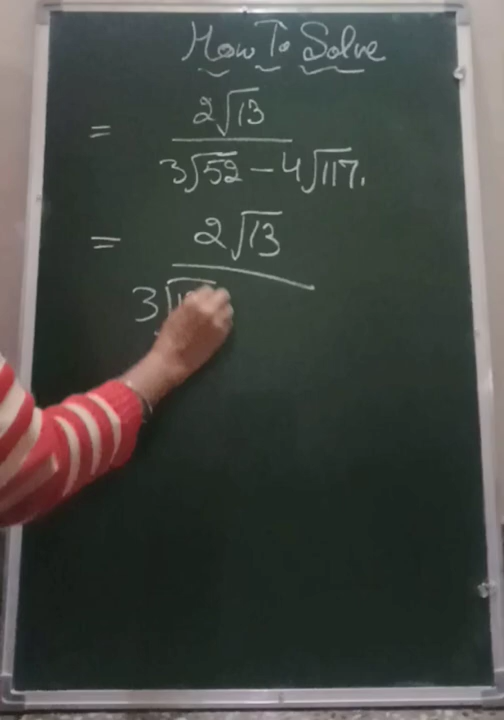 How To Solve
= 2√13
3√52 - 4√117.
= 2√13
3√